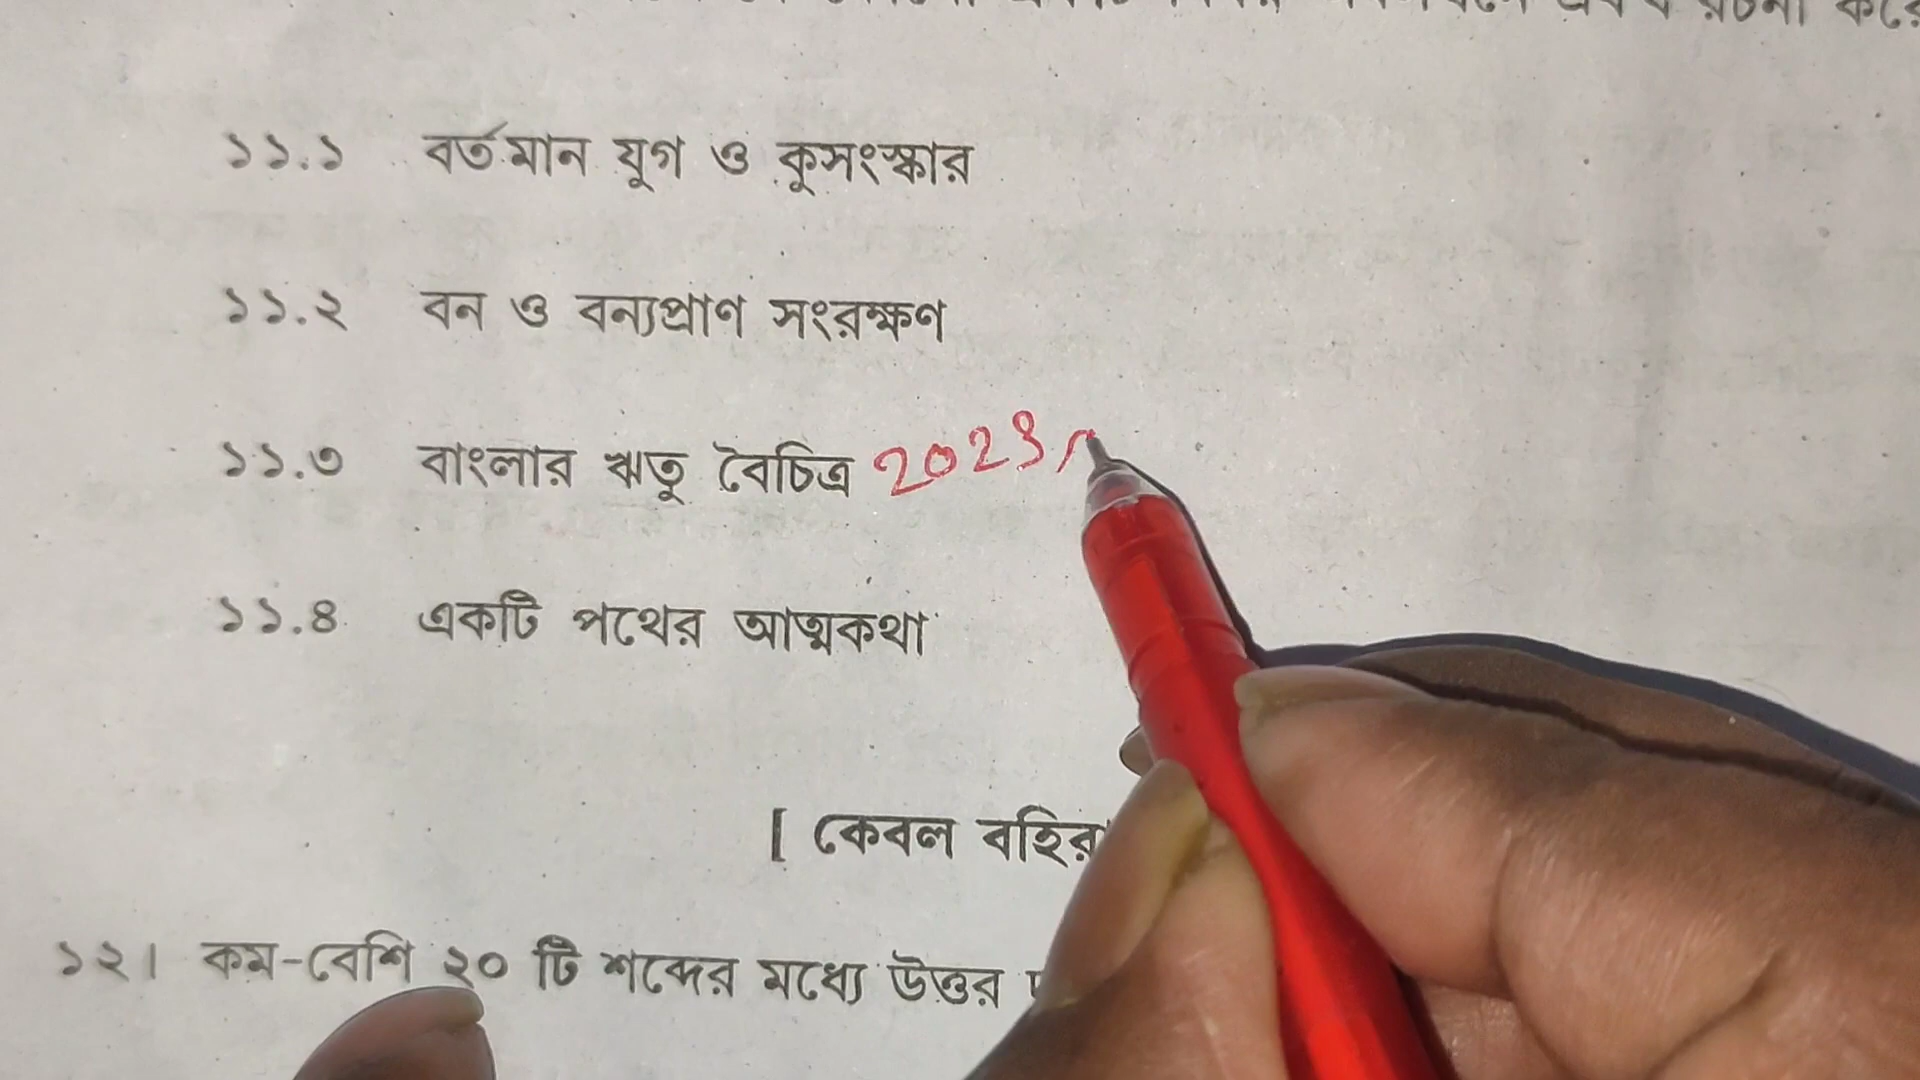 রচনা
১১.১ বর্তমান যুগ ও কুসংস্কার
১১.২ বন ও বন্যপ্রাণ সংরক্ষণ
১১.৩ বাংলার ঋতু বৈচিত্র 2023
১১.৪ একটি পথের আত্মকথা
[ কেবল
১২। কম-বেশি ২০ টি শব্দের মধ্যে উত্তর